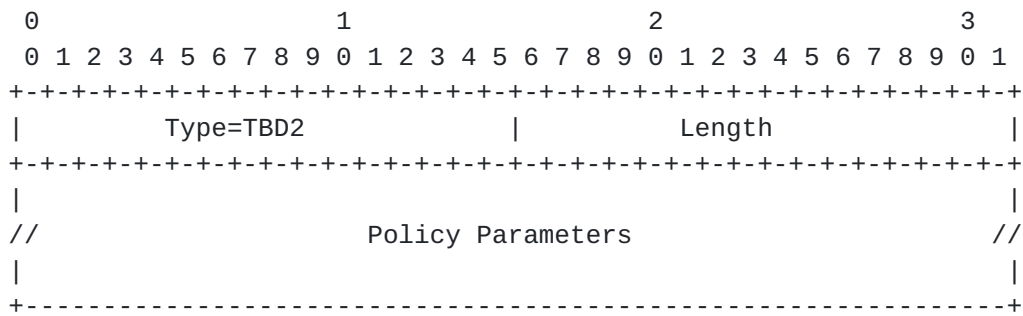 0                   1                   2                   3
 0 1 2 3 4 5 6 7 8 9 0 1 2 3 4 5 6 7 8 9 0 1 2 3 4 5 6 7 8 9 0 1
+-+-+-+-+-+-+-+-+-+-+-+-+-+-+-+-+-+-+-+-+-+-+-+-+-+-+-+-+-+-+-+-+
|         Type=TBD2             |          Length               |
+-+-+-+-+-+-+-+-+-+-+-+-+-+-+-+-+-+-+-+-+-+-+-+-+-+-+-+-+-+-+-+-+
|                                                               |
//                     Policy Parameters                       //
|                                                               |
+---------------------------------------------------------------+